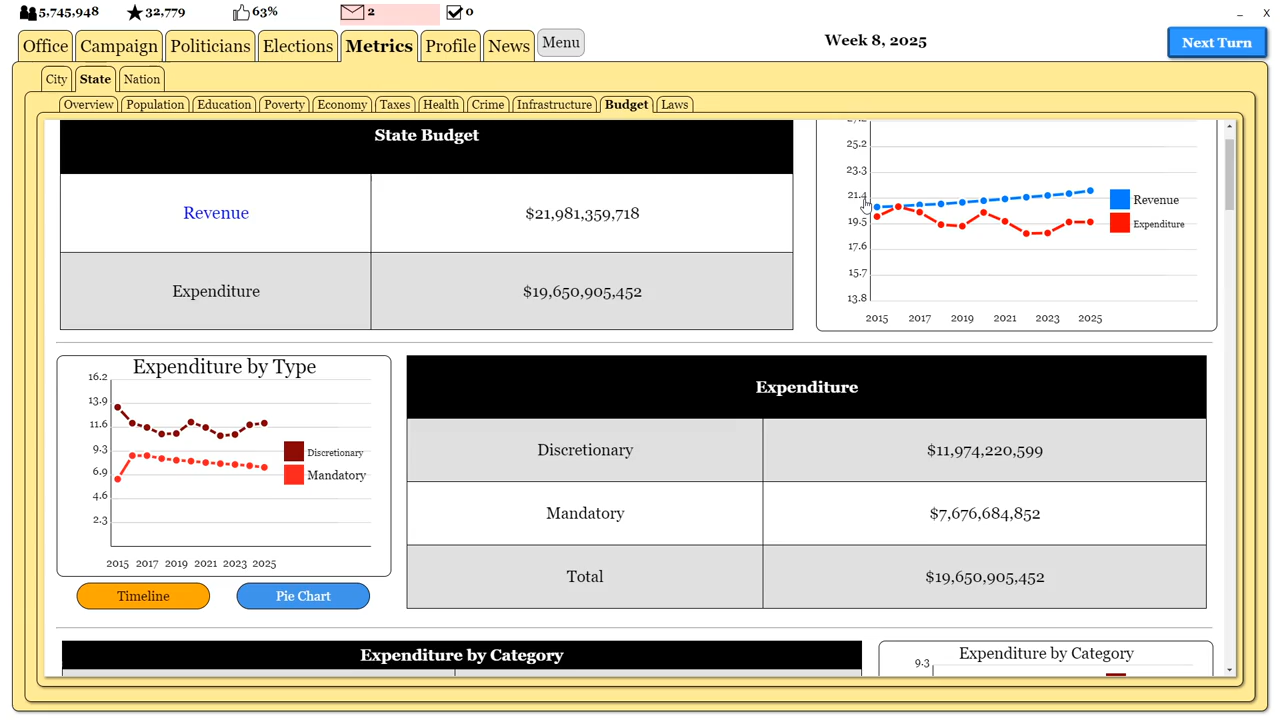 5,745,948 32,779 63% 2 0
_ X
Office Campaign Politicians Elections Metrics Profile News Menu
Week 8, 2025
Next Turn
City State Nation
Overview Population Education Poverty Economy Taxes Health Crime Infrastructure Budget Laws
State Budget
Revenue $21,981,359,718
Expenditure $19,650,905,452
25.2
23.3
21.4
19.5
17.6
15.7
13.8
2015 2017 2019 2021 2023 2025
Revenue
Expenditure
Expenditure by Type
16.2
13.9
11.6
9.3
6.9
4.6
2.3
2015 2017 2019 2021 2023 2025
Discretionary
Mandatory
Timeline Pie Chart
Expenditure
Discretionary $11,974,220,599
Mandatory $7,676,684,852
Total $19,650,905,452
Expenditure by Category
Expenditure by Category
9.3